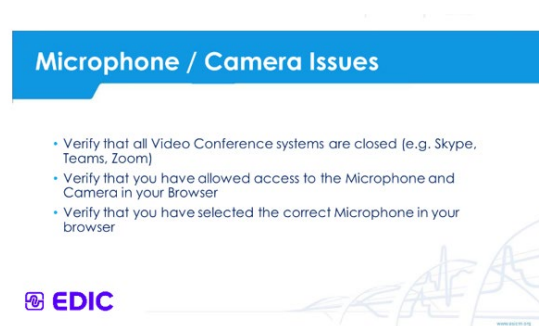 Microphone / Camera Issues
• Verify that all Video Conference systems are closed (e.g. Skype,
Teams, Zoom)
• Verify that you have allowed access to the Microphone and
Camera in your Browser
• Verify that you have selected the correct Microphone in your
browser
EDIC